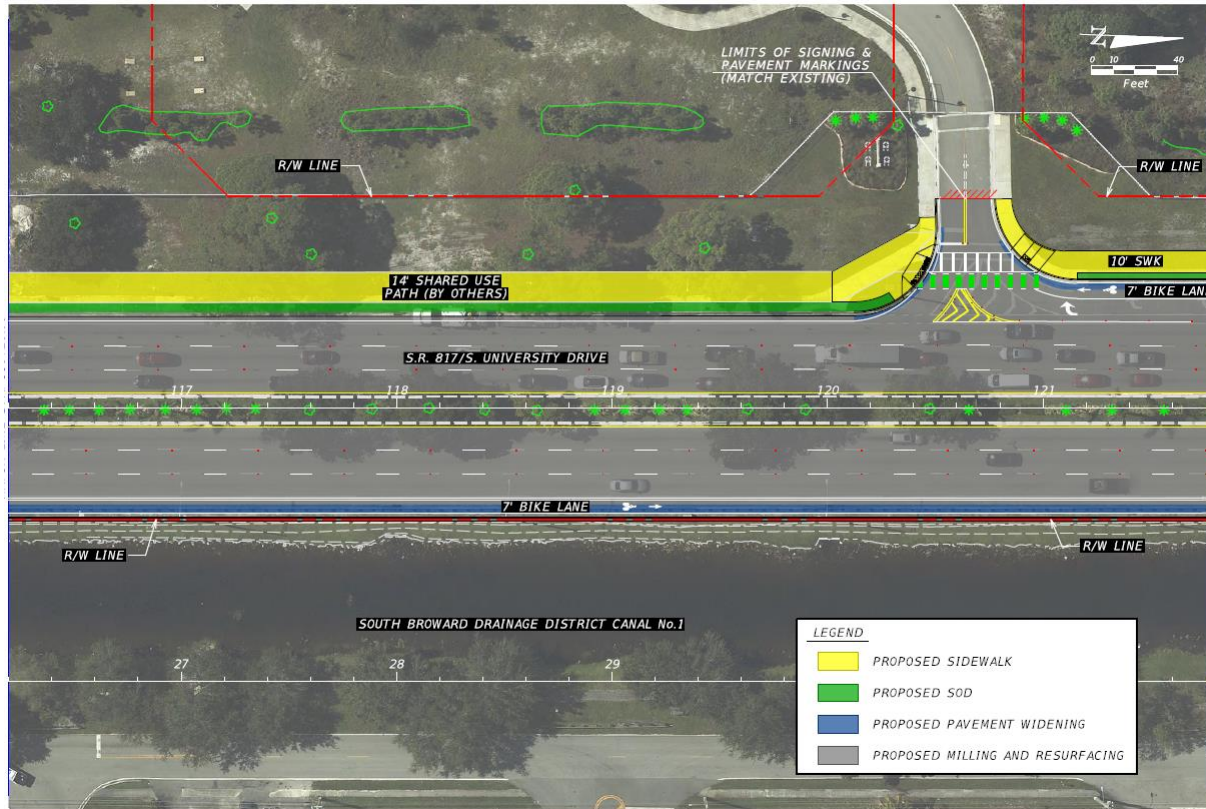 LIMITS OF SIGNING &
PAVEMENT MARKINGS
(MATCH EXISTING)
N
0 10 40
Feet
R/W LINE
R/W LINE
14' SHARED USE
PATH (BY OTHERS)
10' SWK
7' BIKE LANE
S.R. 817/S. UNIVERSITY DRIVE
117 118 119 120 121
7' BIKE LANE
R/W LINE
R/W LINE
SOUTH BROWARD DRAINAGE DISTRICT CANAL No.1
27 28 29
LEGEND
PROPOSED SIDEWALK
PROPOSED SOD
PROPOSED PAVEMENT WIDENING
PROPOSED MILLING AND RESURFACING